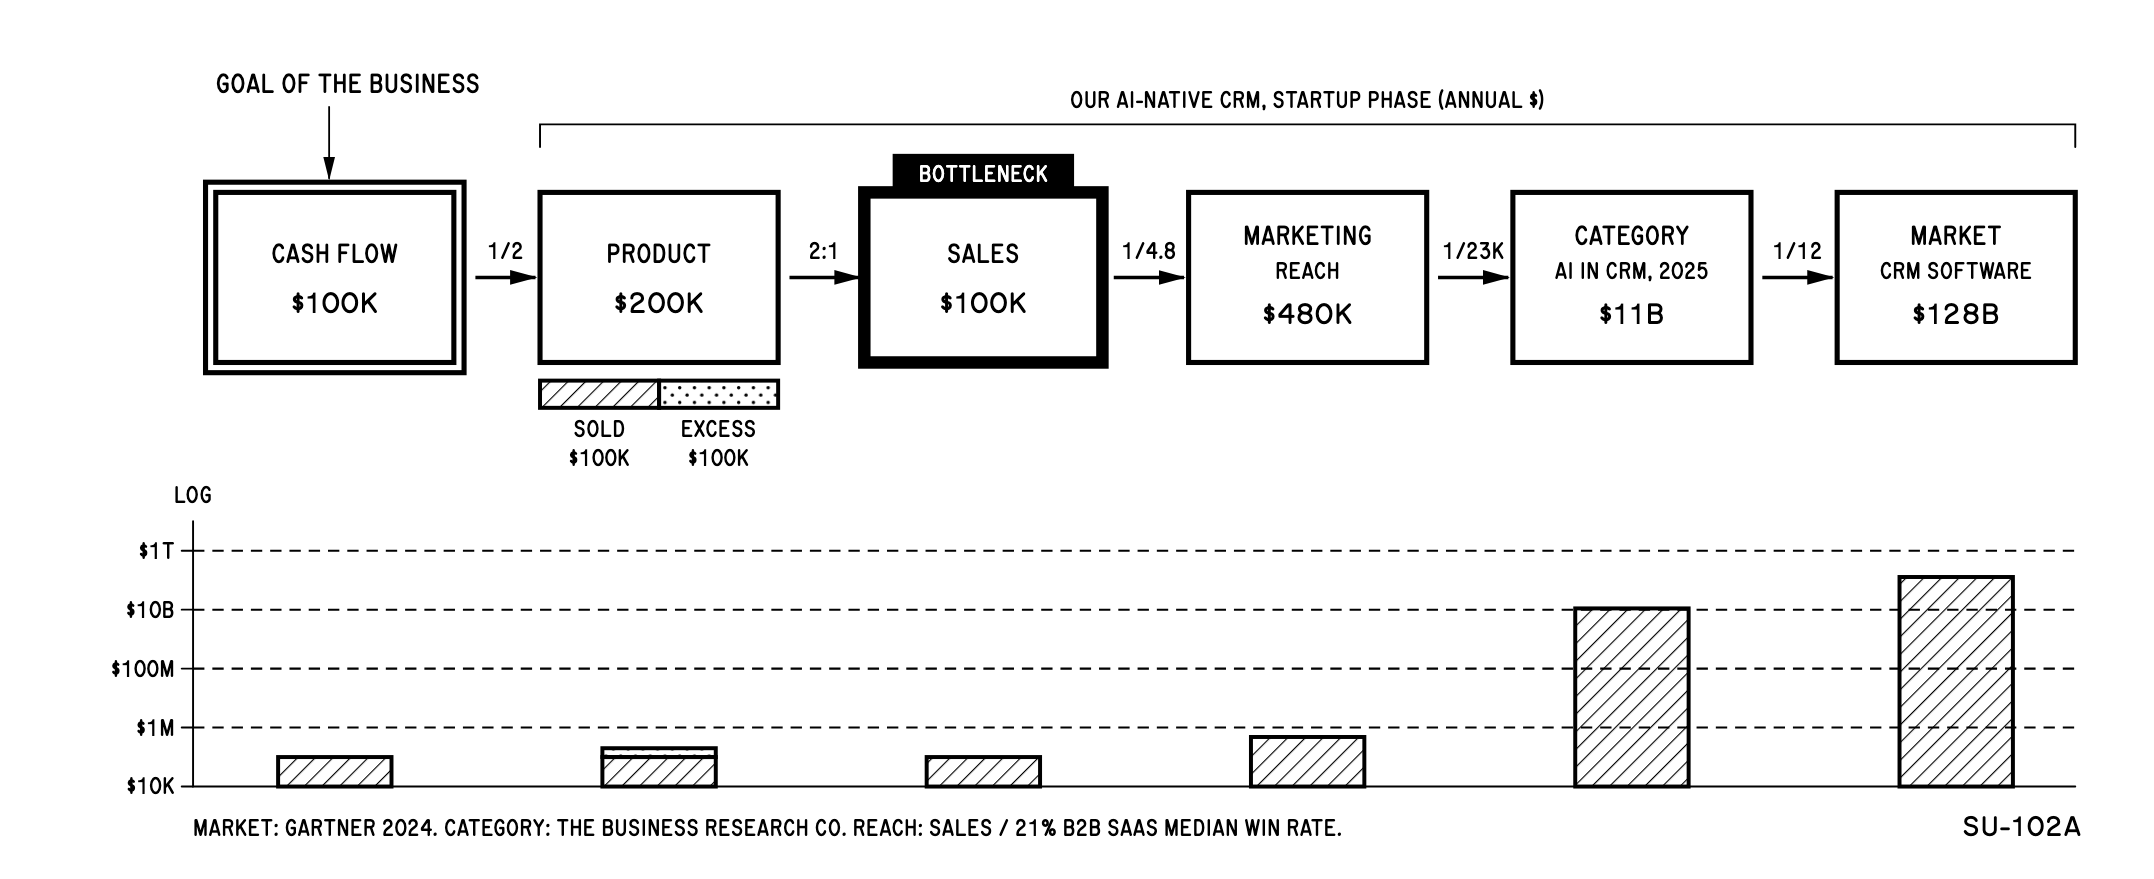 GOAL OF THE BUSINESS
OUR AI-NATIVE CRM, STARTUP PHASE (ANNUAL $)
BOTTLENECK
CASH FLOW
$100K
1/2
PRODUCT
$200K
2:1
SALES
$100K
1/4.8
MARKETING
REACH
$480K
1/23K
CATEGORY
AI IN CRM, 2025
$11B
1/12
MARKET
CRM SOFTWARE
$128B
SOLD
$100K
EXCESS
$100K
LOG
$1T
$10B
$100M
$1M
$10K
MARKET: GARTNER 2024. CATEGORY: THE BUSINESS RESEARCH CO. REACH: SALES / 21% B2B SAAS MEDIAN WIN RATE.
SU-102A